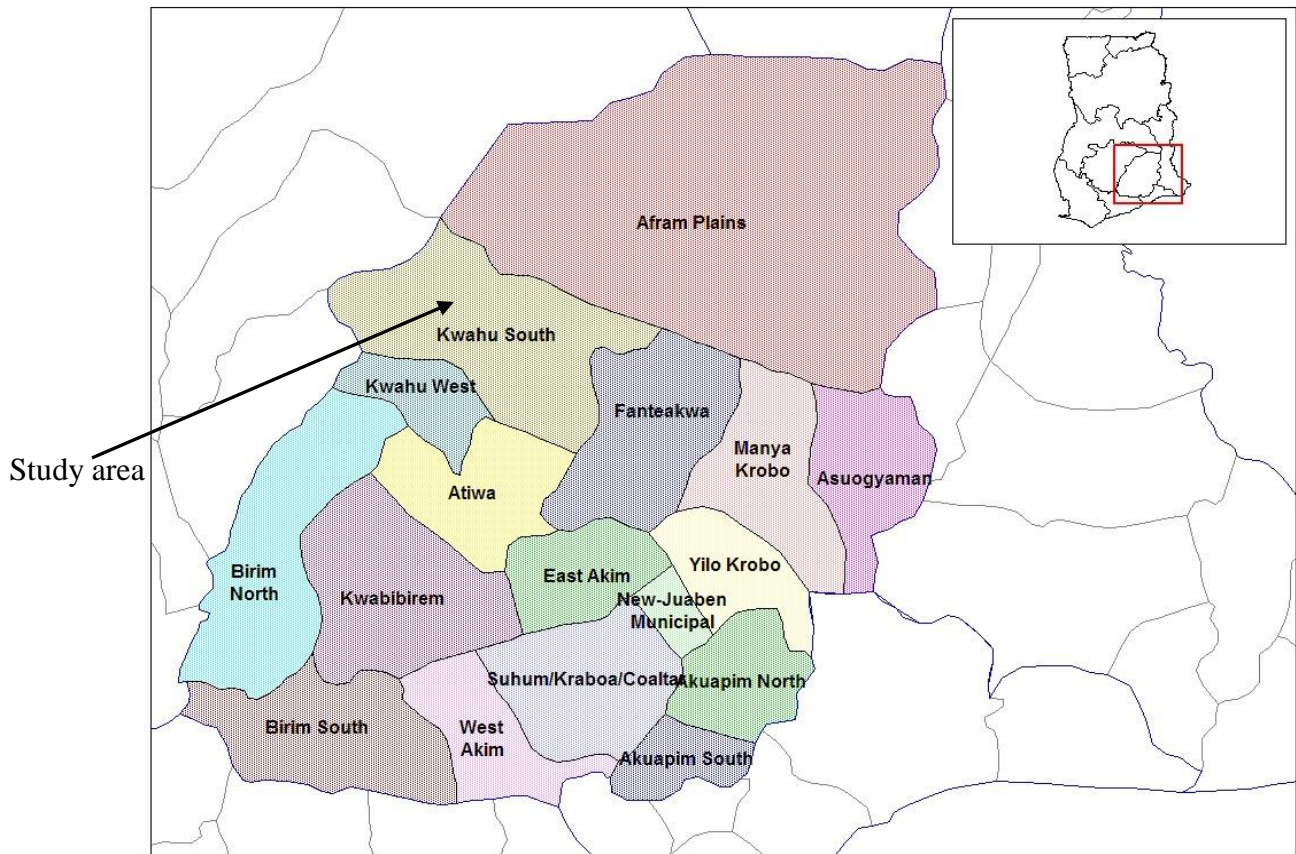 Afram Plains
Kwahu South
Kwahu West
Fanteakwa
Manya
Krobo
Asuogyaman
Study area
Atiwa
Birim
North
Kwabibirem
East Akim
Yilo Krobo
New-Juaben
Municipal
Suhum/Kraboa/Coalta
Akuapim North
Birim South
West
Akim
Akuapim South